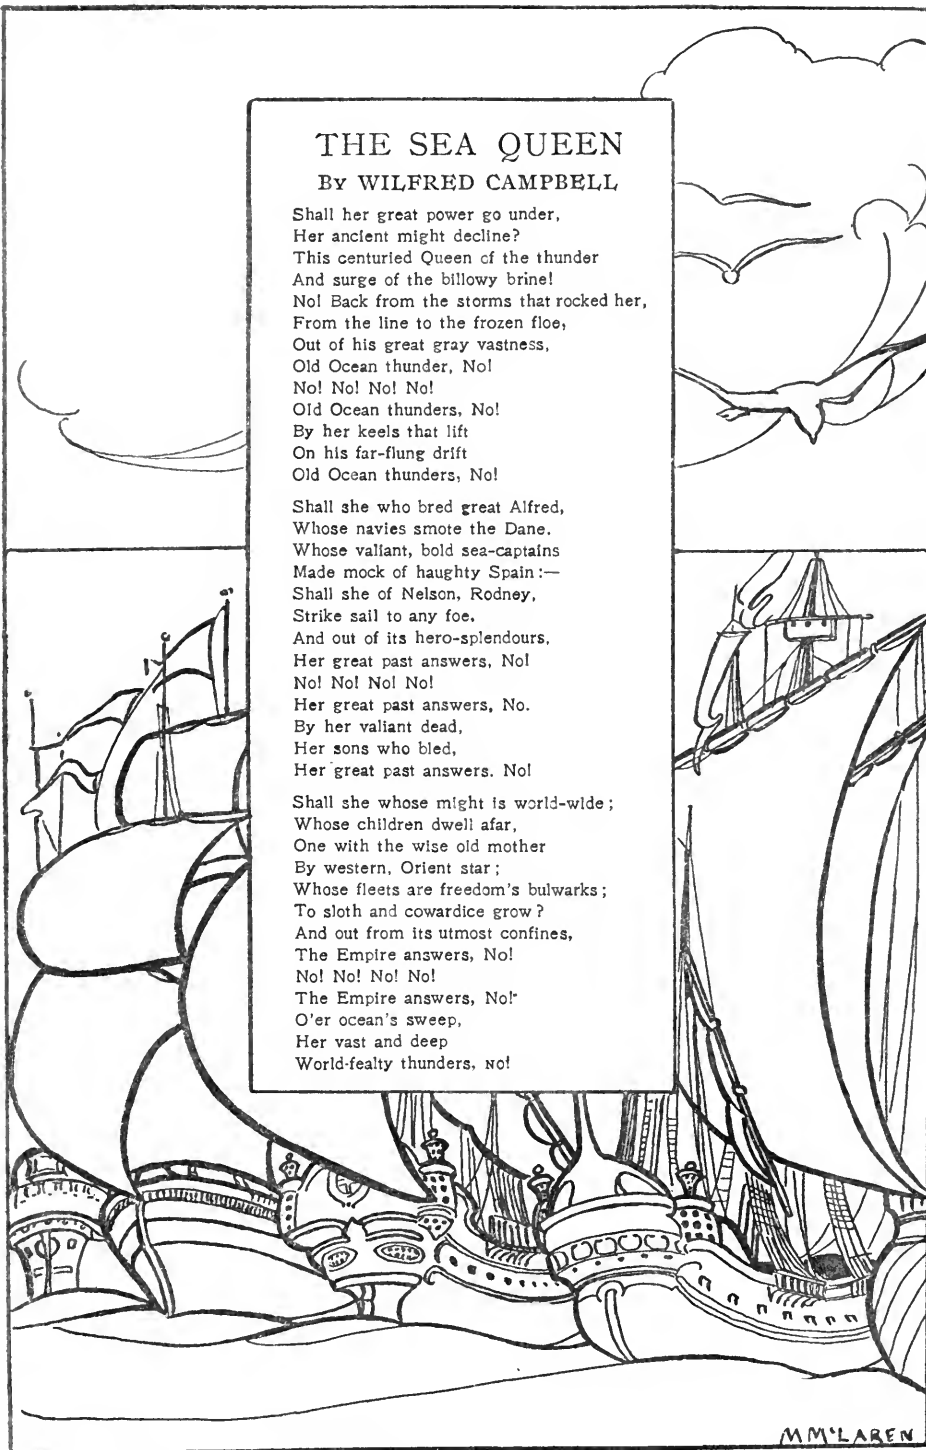 THE SEA QUEEN
By WILFRED CAMPBELL
Shall her great power go under,
Her ancient might decline?
This centuried Queen of the thunder
And surge of the billowy brine!
No! Back from the storms that rocked her,
From the line to the frozen floe,
Out of his great gray vastness,
Old Ocean thunder, No!
No! No! No! No!
Old Ocean thunders, No!
By her keels that lift
On his far-flung drift
Old Ocean thunders, No!
Shall she who bred great Alfred,
Whose navies smote the Dane.
Whose valiant, bold sea-captains
Made mock of haughty Spain:—
Shall she of Nelson, Rodney,
Strike sail to any foe.
And out of its hero-splendours,
Her great past answers, No!
No! No! No! No!
Her great past answers, No.
By her valiant dead,
Her sons who bled,
Her great past answers. No!
Shall she whose might is world-wide;
Whose children dwell afar,
One with the wise old mother
By western, Orient star;
Whose fleets are freedom's bulwarks;
To sloth and cowardice grow?
And out from its utmost confines,
The Empire answers, No!
No! No! No! No!
The Empire answers, No!
O'er ocean's sweep,
Her vast and deep
World-fealty thunders, NO!
M McLAREN